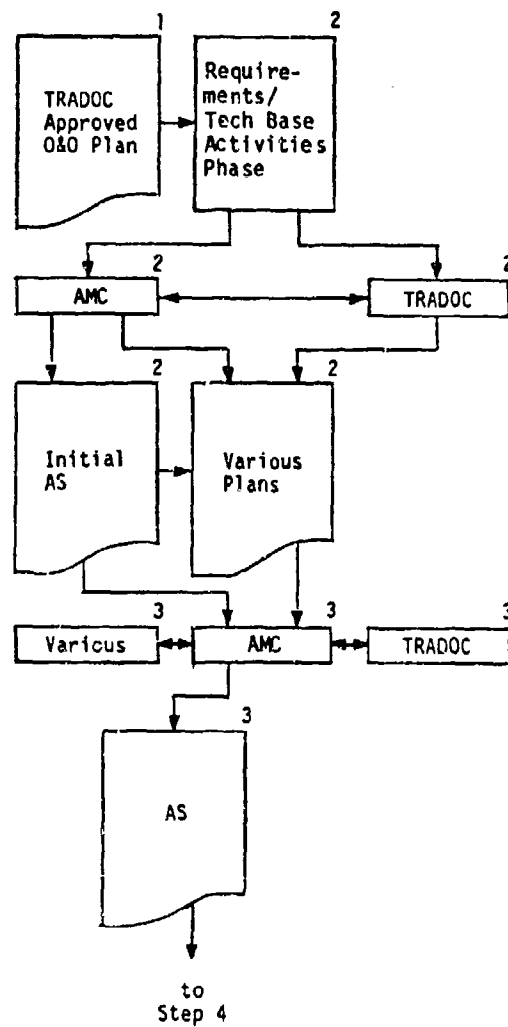 1
2
TRADOC
Approved
O&O Plan
Require-
ments/
Tech Base
Activities
Phase
2
AMC
2
TRADOC
2
Initial
AS
2
Various
Plans
3
Various
3
AMC
3
TRADOC
3
AS
to
Step 4